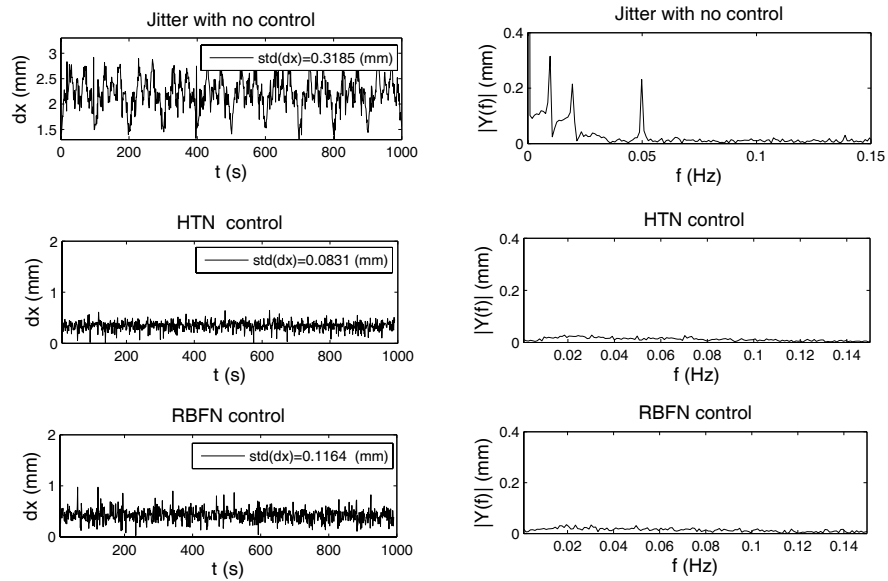 Jitter with no control
dx (mm)
3
2.5
2
1.5
std(dx)=0.3185 (mm)
0 200 400 600 800 1000
t (s)
Jitter with no control
|Y(f)| (mm)
0.4
0.2
0
0 0.05 0.1 0.15
f (Hz)
HTN control
dx (mm)
2
1
0
std(dx)=0.0831 (mm)
200 400 600 800 1000
t (s)
HTN control
|Y(f)| (mm)
0.4
0.2
0
0.02 0.04 0.06 0.08 0.1 0.12 0.14
f (Hz)
RBFN control
dx (mm)
2
1
0
std(dx)=0.1164 (mm)
200 400 600 800 1000
t (s)
RBFN control
|Y(f)| (mm)
0.4
0.2
0
0.02 0.04 0.06 0.08 0.1 0.12 0.14
f (Hz)